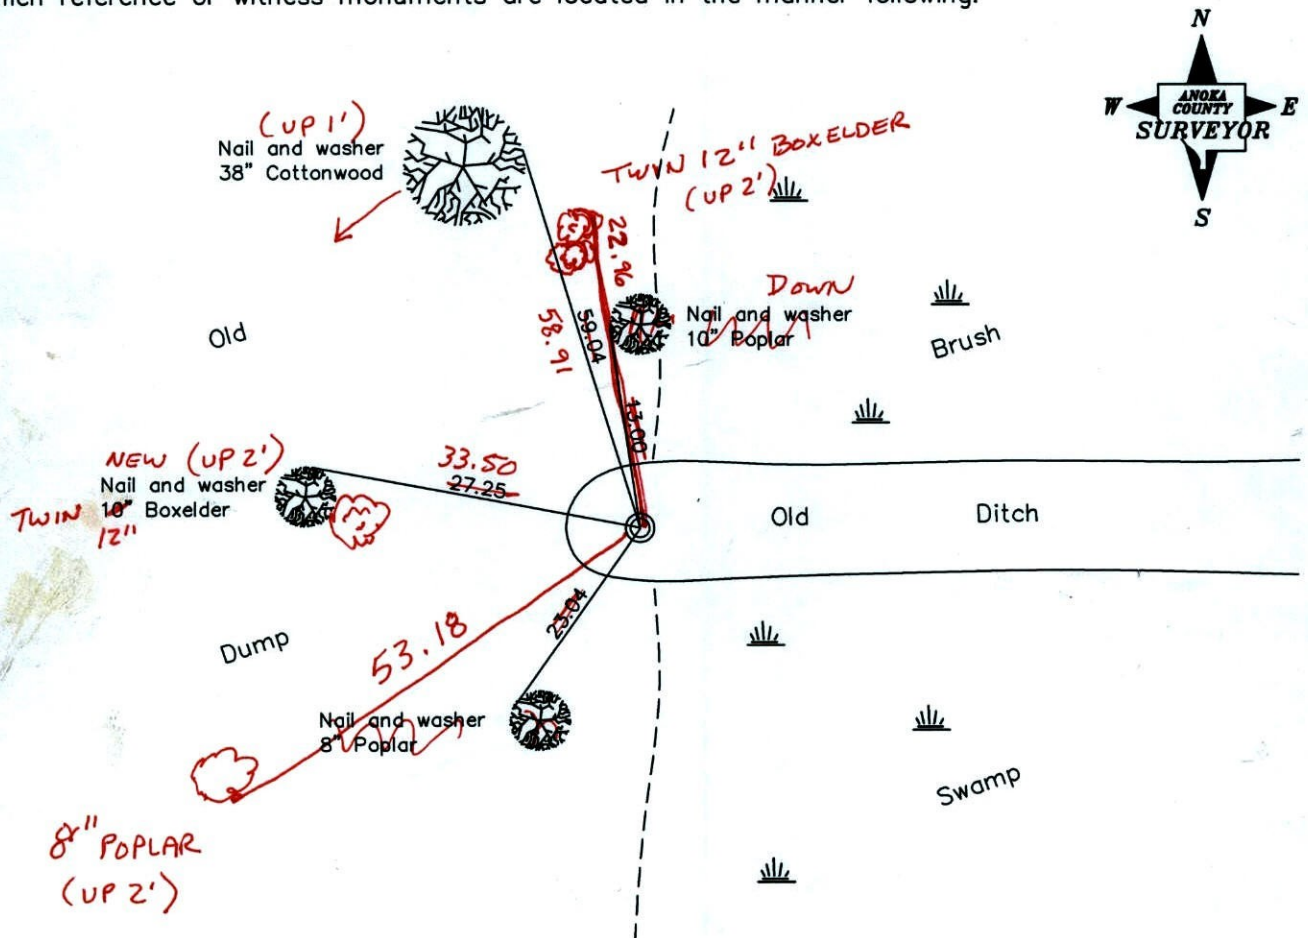 which reference or witness monuments are located in the manner following:
N
W
ANOKA
COUNTY
E
SURVEYOR
S
(UP 1')
Nail and washer
38" Cottonwood
TWIN 12" BOXELDER
(UP 2')
22.96
DOWN
Nail and washer
10" Poplar
58.91
59.04
13.00
Old
Brush
NEW (UP 2')
Nail and washer
TWIN 10" Boxelder
12"
33.50
27.25
Old
Ditch
23.04
Dump
53.18
Nail and washer
8" Poplar
Swamp
8" POPLAR
(UP 2')